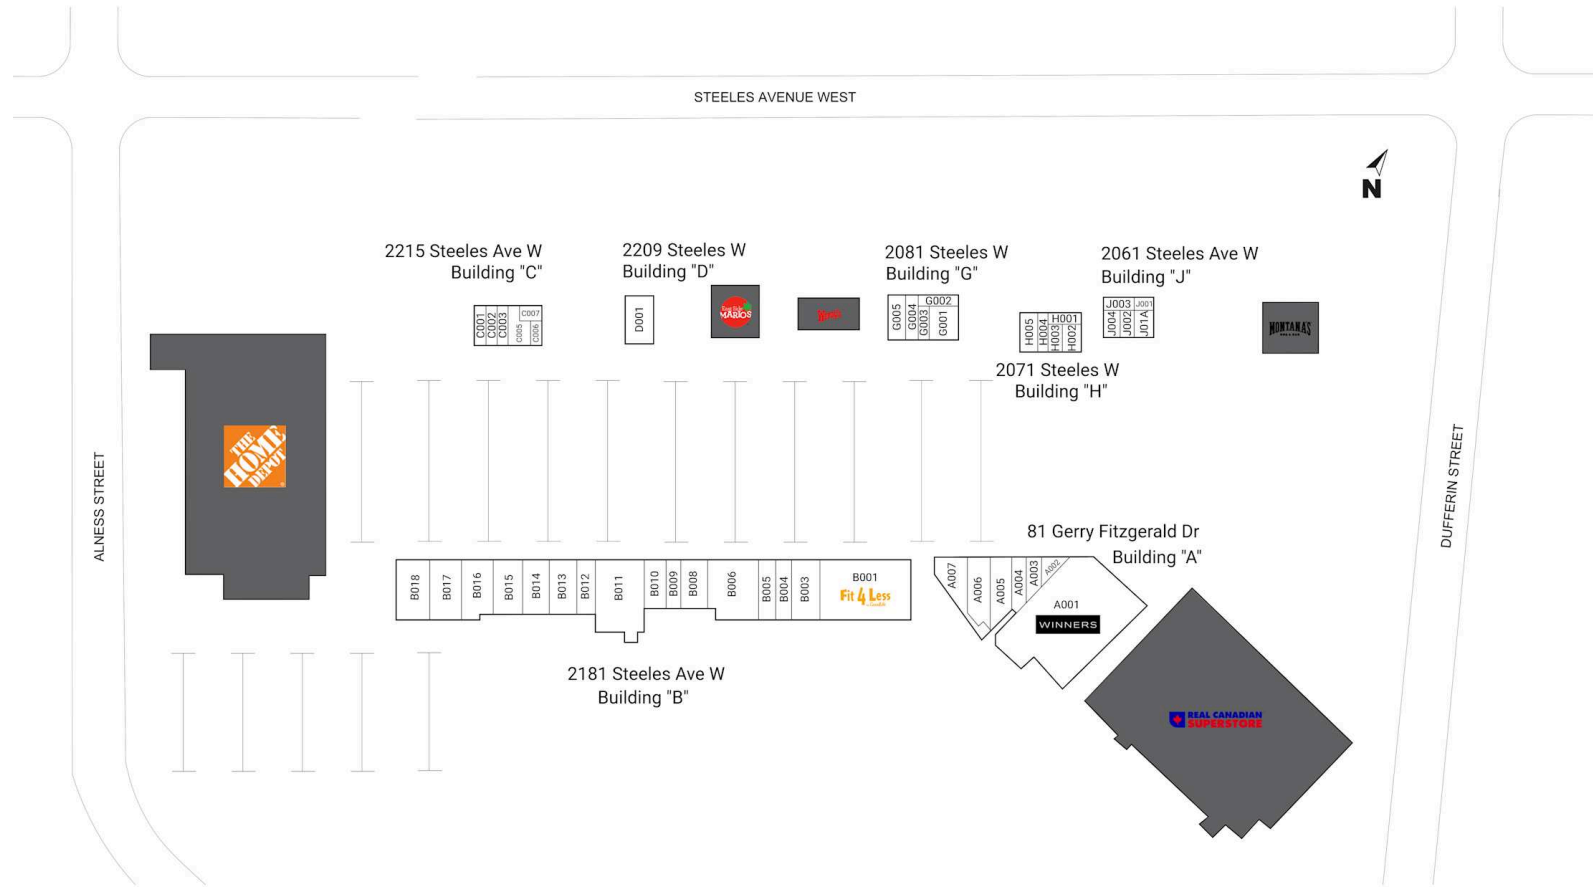 STEELES AVENUE WEST
N
2215 Steeles Ave W
Building "C"
2209 Steeles W
Building "D"
2081 Steeles W
Building "G"
2061 Steeles Ave W
Building "J"
C001
C002
C003
C005
C007
C006
D001
East Side
MARIO'S
G005
G004
G003
G002
G001
H005
H004
H003
H001
H002
J003
J001
J004
J002
J01A
MONTANA'S
2071 Steeles W
Building "H"
THE
HOME
DEPOT
ALNESS STREET
DUFFERIN STREET
81 Gerry Fitzgerald Dr
Building "A"
B018
B017
B016
B015
B014
B013
B012
B011
B010
B009
B008
B006
B005
B004
B003
B001
Fit 4 Less
A007
A006
A005
A004
A003
A002
A001
WINNERS
2181 Steeles Ave W
Building "B"
REAL CANADIAN
SUPERSTORE